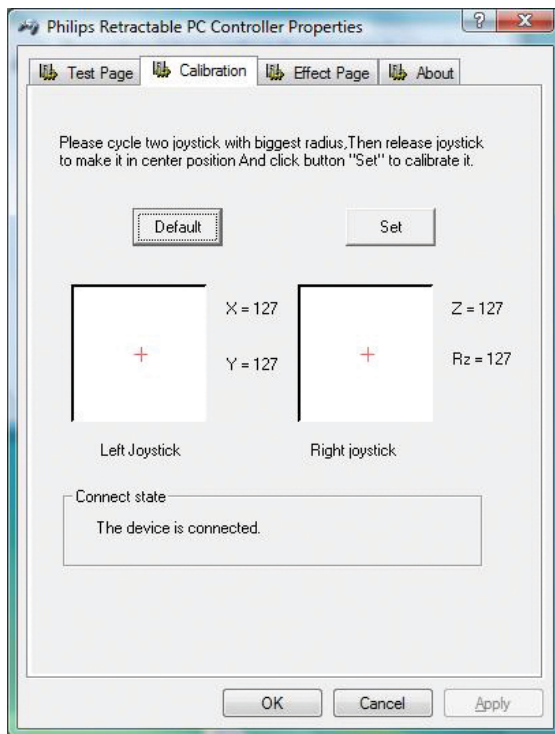 Philips Retractable PC Controller Properties
?
Test Page Calibration Effect Page About
Please cycle two joystick with biggest radius,Then release joystick
to make it in center position.And click button "Set" to calibrate it.
Default Set
X = 127 Z = 127
Y = 127 Rz = 127
Left Joystick Right joystick
Connect state
The device is connected.
OK Cancel Apply